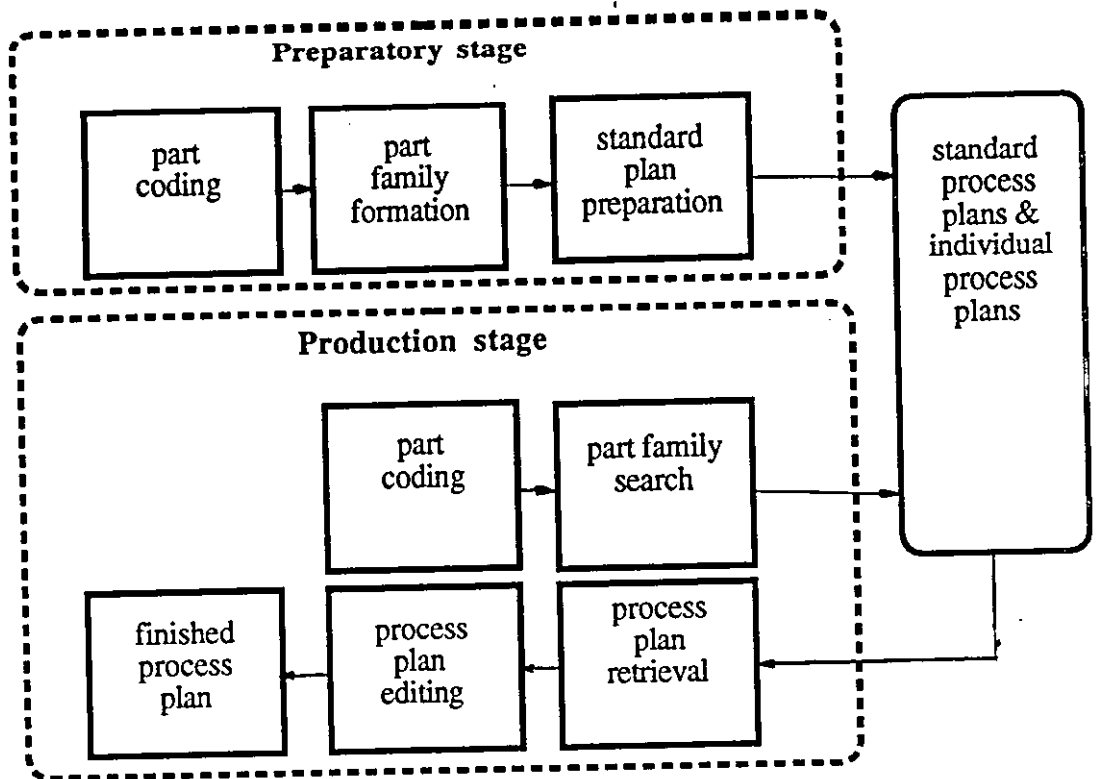 Preparatory stage
part
coding
part
family
formation
standard
plan
preparation
standard
process
plans &
individual
process
plans
Production stage
part
coding
part family
search
process
plan
retrieval
process
plan
editing
finished
process
plan